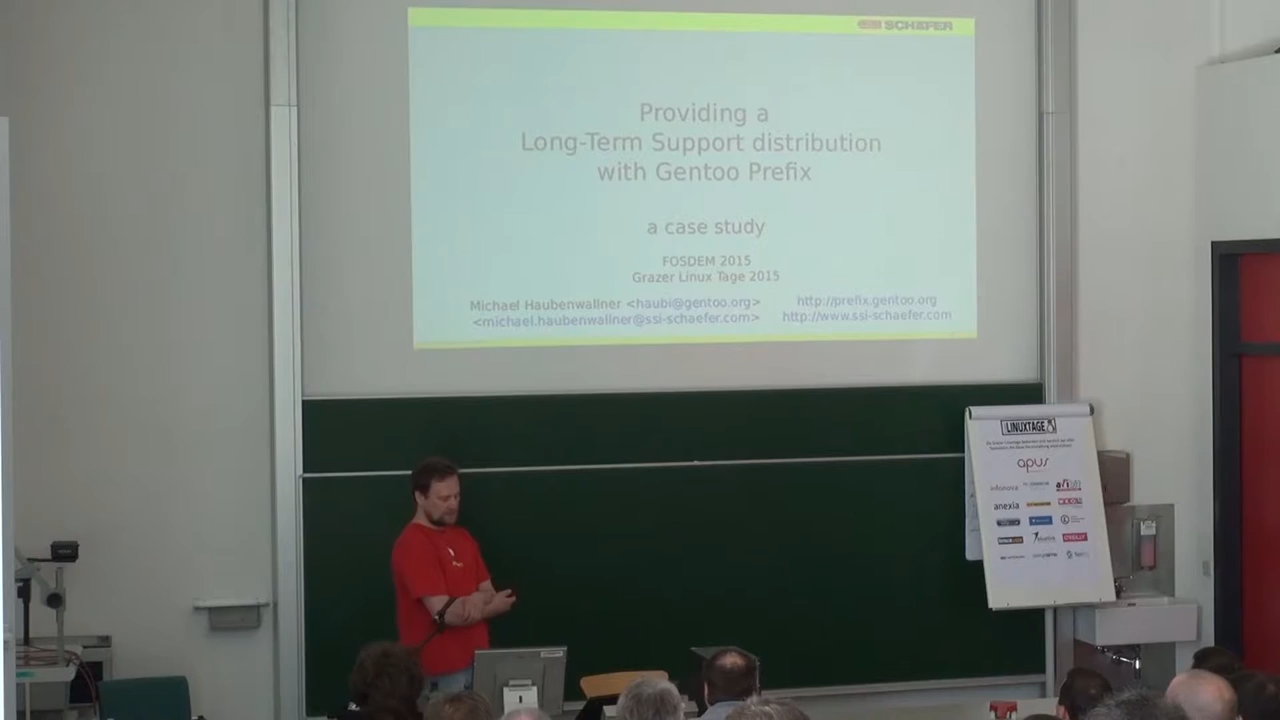 SCHÄFER
Providing a
Long-Term Support distribution
with Gentoo Prefix
a case study
FOSDEM 2015
Grazer Linux Tage 2015
Michael Haubenwallner <haubi@gentoo.org>
<michael.haubenwallner@ssi-schaefer.com>
http://prefix.gentoo.org
http://www.ssi-schaefer.com
LINUXTAGE
apus
infonova
anexia
O'REILLY